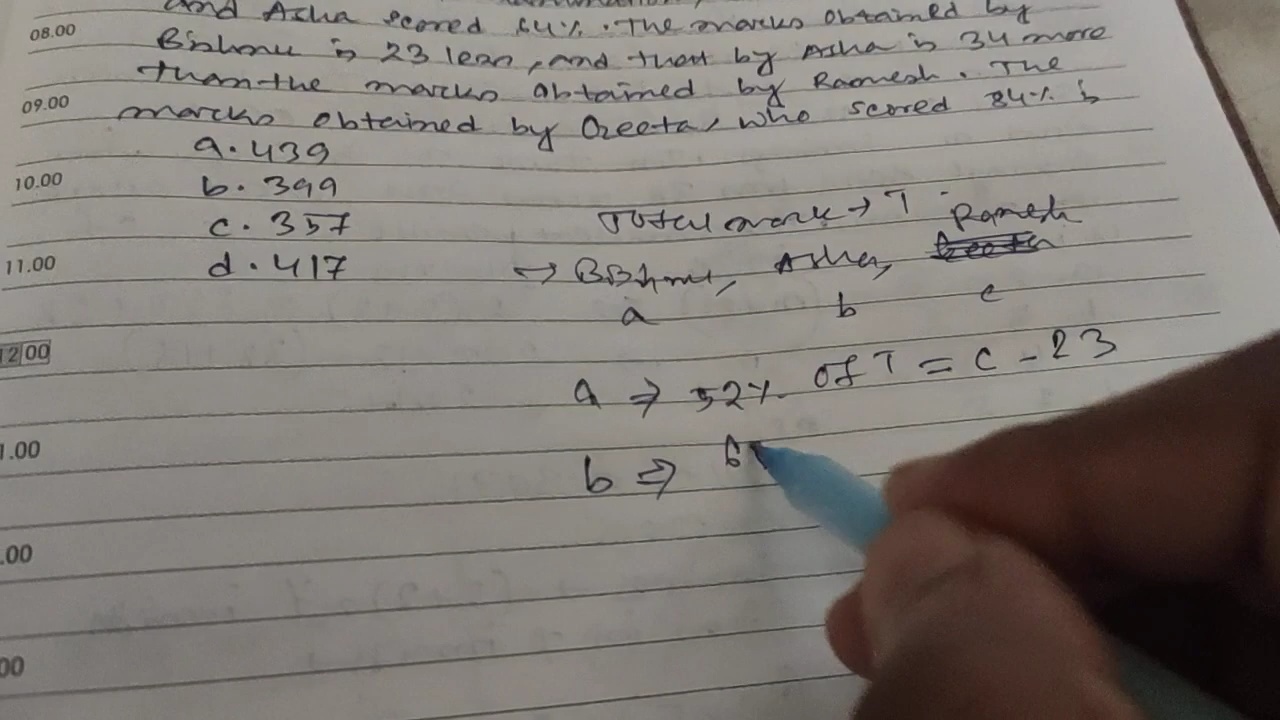 and Asha scored 64%. The marks obtained by
08.00 Bishnu is 23 less, and that by Asha is 34 more
than the marks obtained by Ramesh. The
09.00 marks obtained by Geeta, who scored 84% is
a. 439
10.00 b. 399
c. 357 Total mark → T Ramesh
11.00 d. 417 → Bishnu, Asha,
a b c
12 00
a ⇒ 52% of T = c - 23
1.00
b ⇒ 6
.00
00